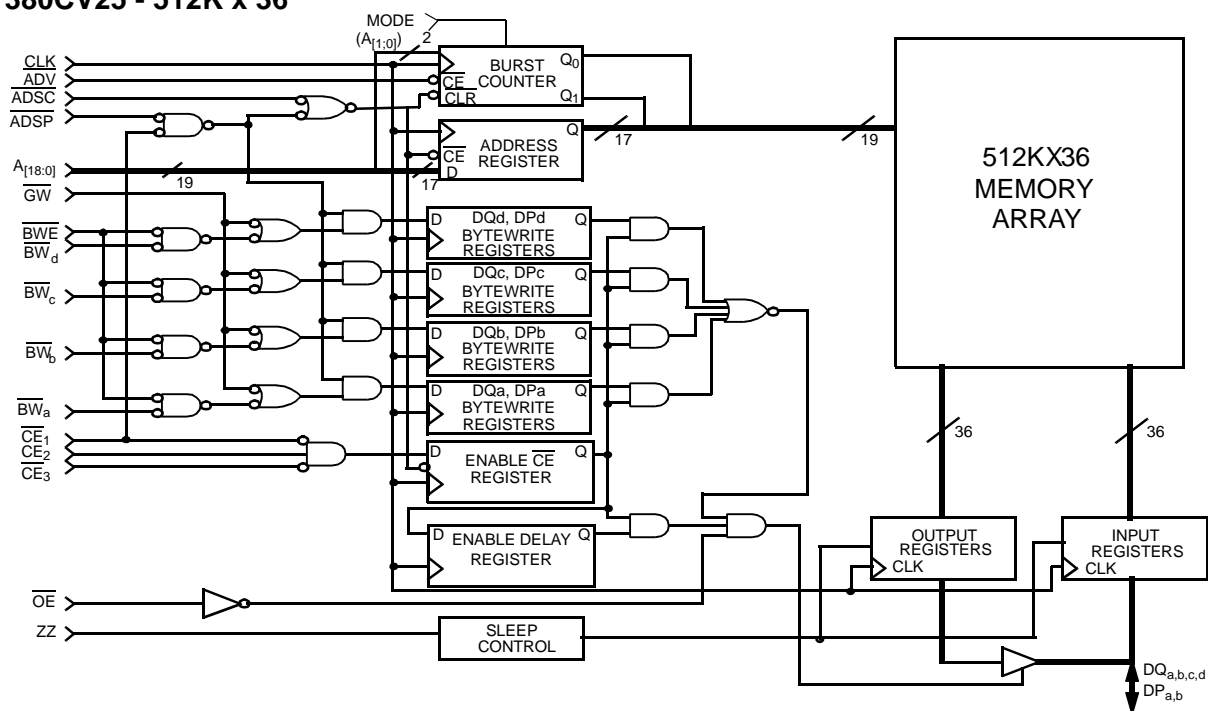 380CV25 - 512K x 36
MODE
(A[1;0])
2
CLK
ADV
ADSC
ADSP
A[18:0]
19
GW
BWE
BWd
BWc
BWb
BWa
CE1
CE2
CE3
OE
ZZ
BURST
COUNTER
CE
CLR
Q0
Q1
ADDRESS
REGISTER
CE
D
Q
17
17
19
512KX36
MEMORY
ARRAY
D
DQd, DPd
Q
BYTEWRITE
REGISTERS
D
DQc, DPc
Q
BYTEWRITE
REGISTERS
D
DQb, DPb
Q
BYTEWRITE
REGISTERS
D
DQa, DPa
Q
BYTEWRITE
REGISTERS
D
ENABLE CE
Q
REGISTER
D
ENABLE DELAY
Q
REGISTER
SLEEP
CONTROL
36
36
OUTPUT
REGISTERS
CLK
INPUT
REGISTERS
CLK
DQa,b,c,d
DPa,b